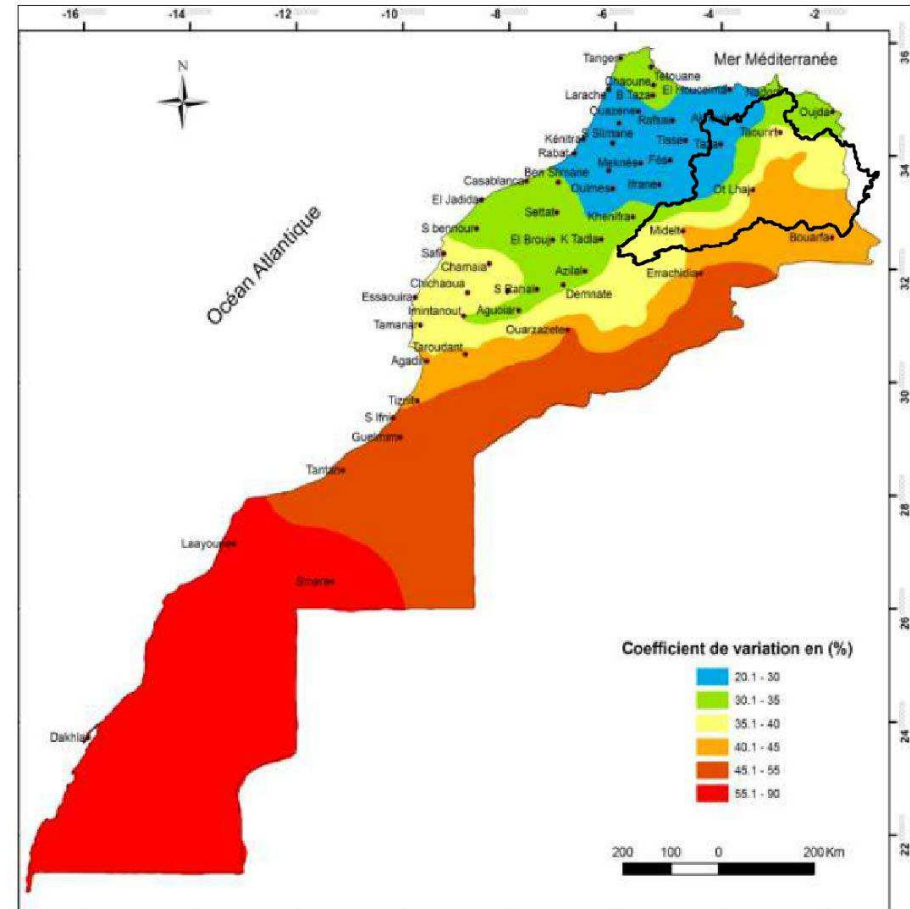 -16 -14 -12 -10 -8 -6 -4 -2
N
Mer Méditerranée
Océan Atlantique
Tanger
Tétouane
Chaoune
Larache
B Taza
El Houceima
Ouazene
Oujda
Rafsai
Taourirt
S Slimane
Kénitra
Tissa
Taza
Rabat
Meknès
Fès
Ben Slimane
Casablanca
Oulmes
Ifrane
Ot Lhaj
El Jadida
Settat
Khenifra
S bennour
El Brouj
K Tadla
Midelt
Bouarfa
Safi
Chamaia
Azilal
Errachidia
Chichaoua
S Rahal
Demnate
Essaouira
Imintanout
Aguoiar
Tamanar
Ouarzazete
Taroudant
Agadir
Tiznit
S Ifni
Guelmim
Tantan
Laayoune
Smara
Dakhla
36
34
32
30
28
26
24
22
Coefficient de variation en (%)
20.1 - 30
30.1 - 35
35.1 - 40
40.1 - 45
45.1 - 55
55.1 - 90
200 100 0 200 Km